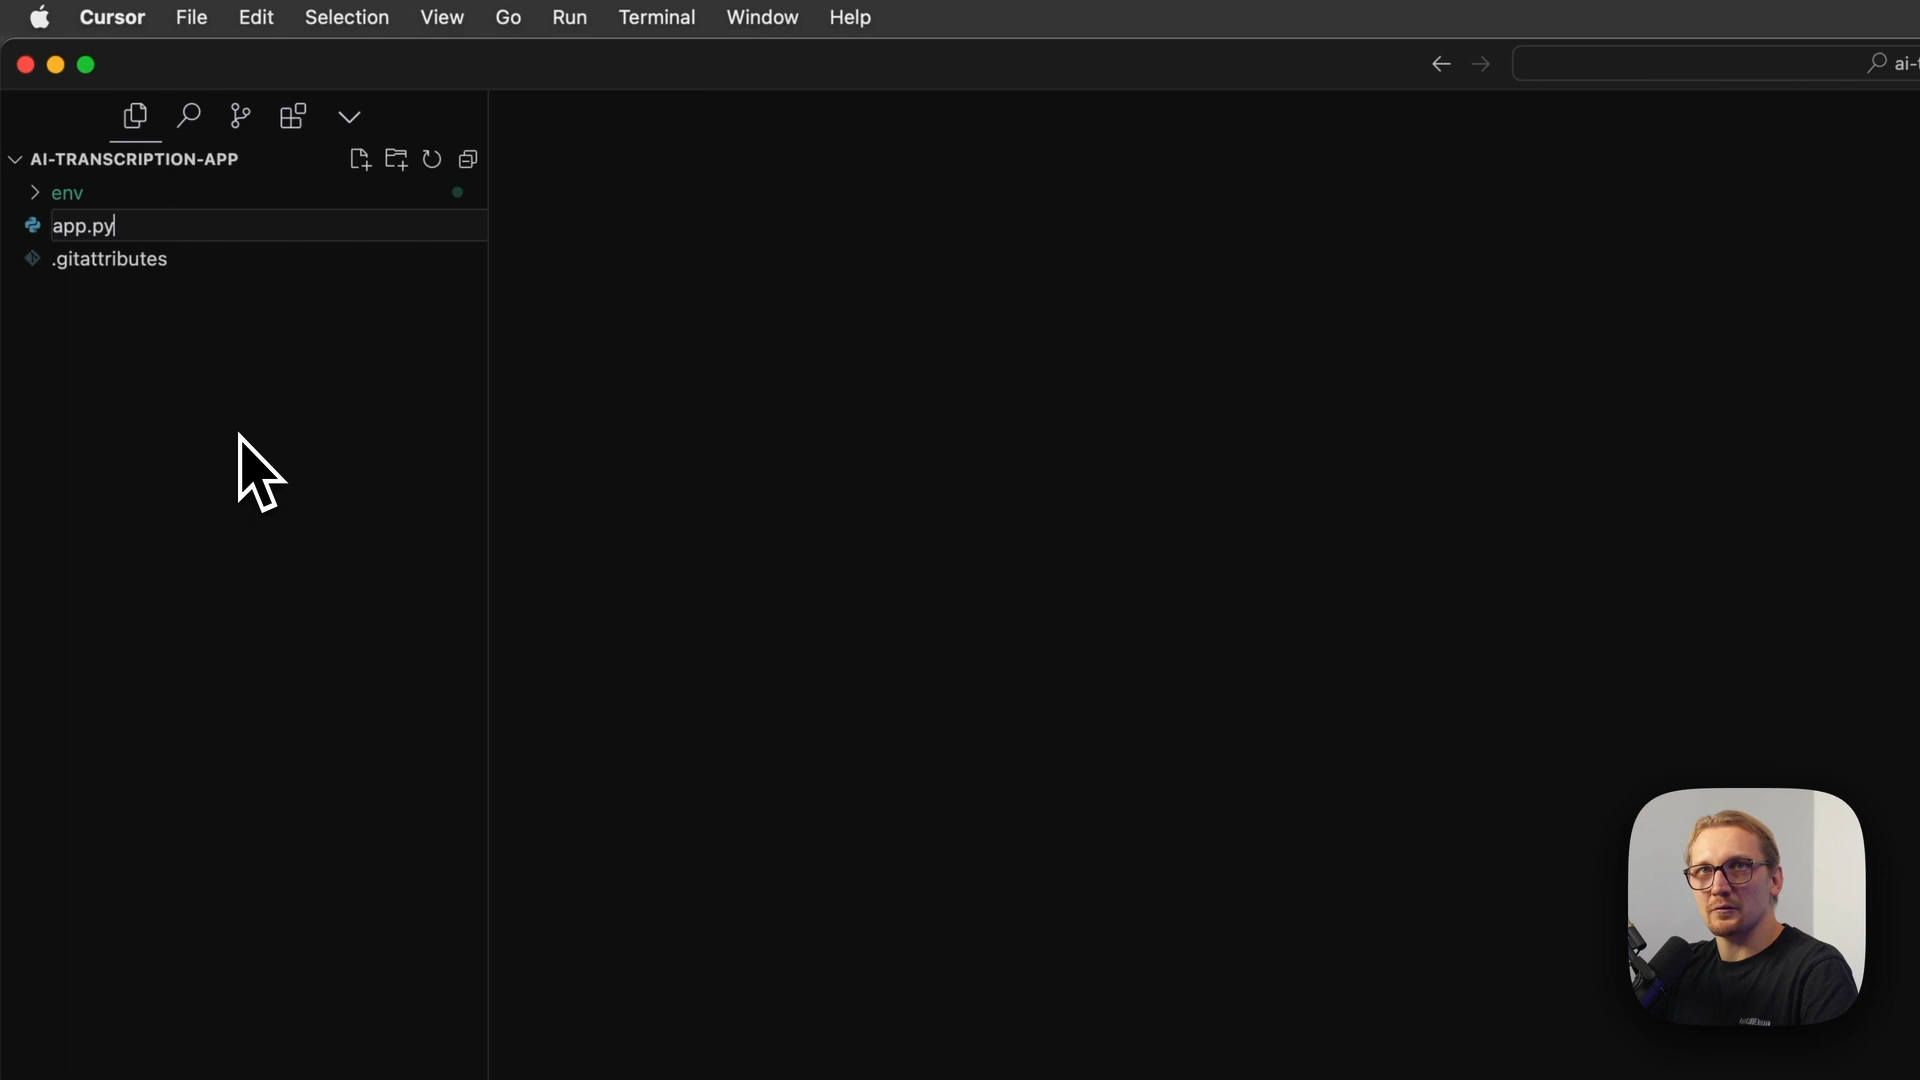 Cursor File Edit Selection View Go Run Terminal Window Help
ai-t
AI-TRANSCRIPTION-APP
env
app.py
.gitattributes